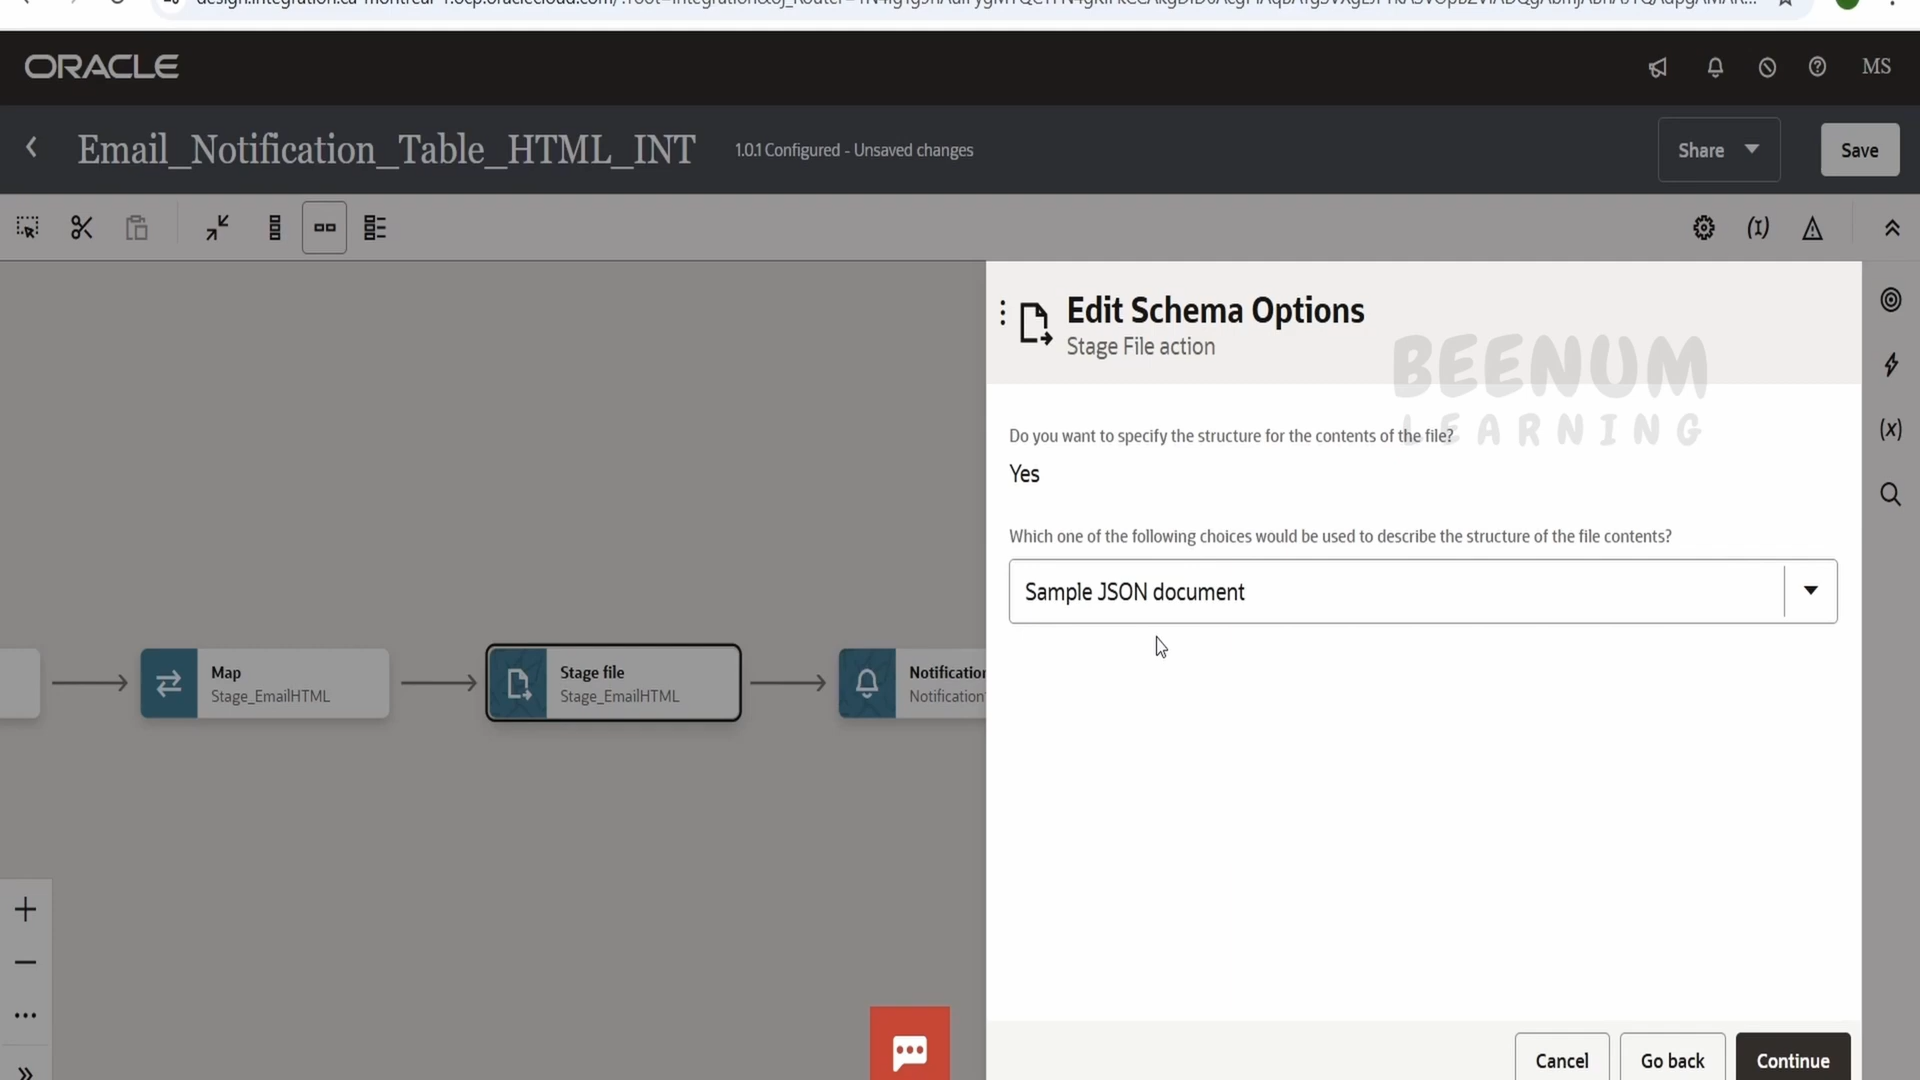 ORACLE
MS
Email_Notification_Table_HTML_INT
1.0.1 Configured - Unsaved changes
Share
Save
Edit Schema Options
Stage File action
BEENUM
LEARNING
Do you want to specify the structure for the contents of the file?
Yes
Which one of the following choices would be used to describe the structure of the file contents?
Sample JSON document
Map
Stage_EmailHTML
Stage file
Stage_EmailHTML
Notification
Notification
Cancel
Go back
Continue